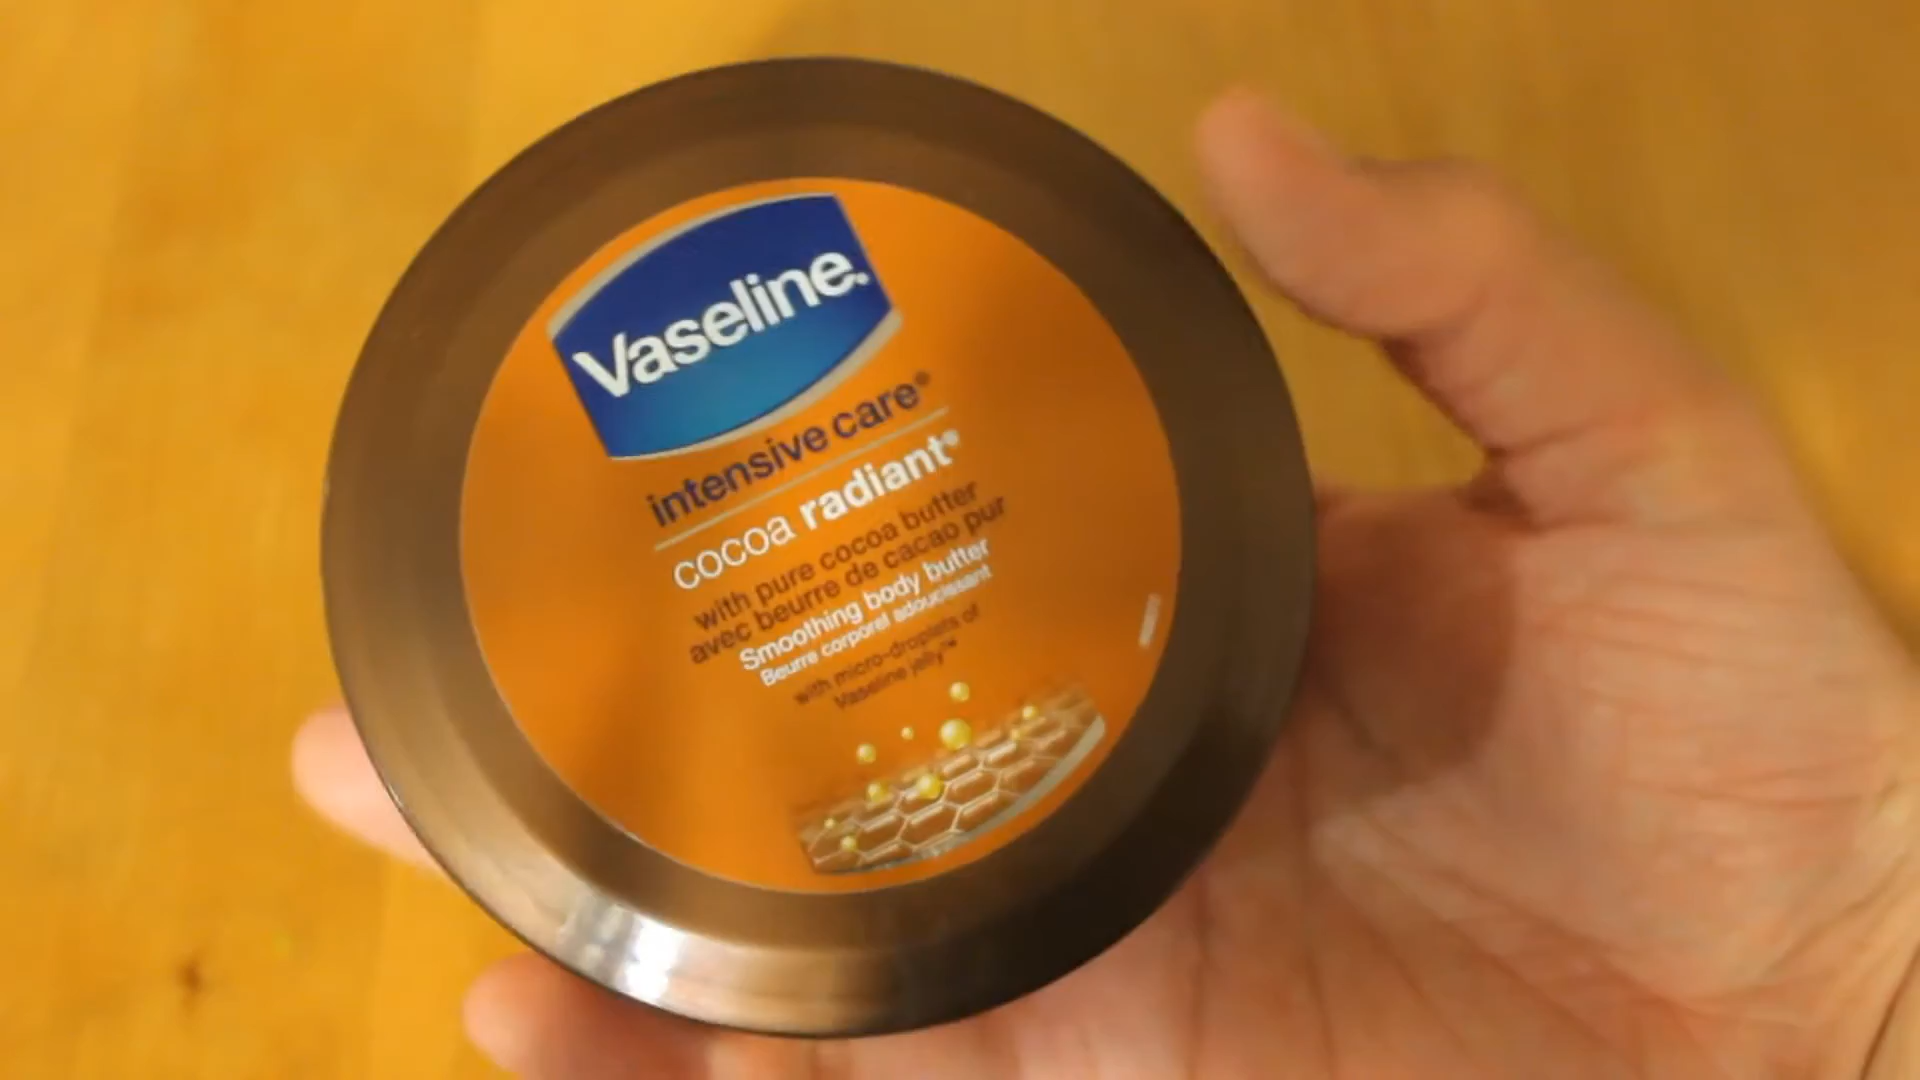 Vaseline.
intensive care®
cocoa radiant®
with pure cocoa butter
avec beurre de cacao pur
Smoothing body butter
Beurre corporel adoucissant
with micro-droplets of
Vaseline jelly™